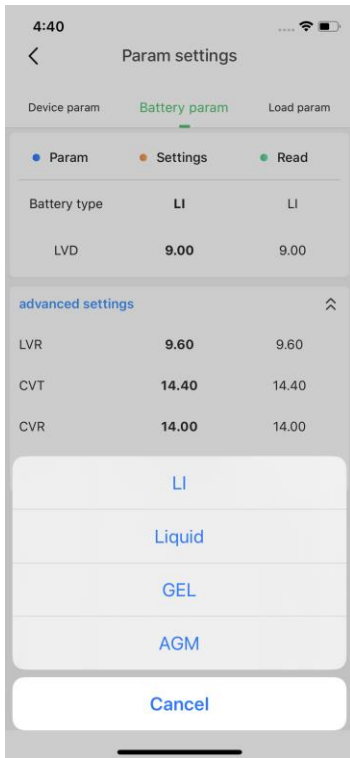 4:40
Param settings
Device param Battery param Load param
Param Settings Read
Battery type LI LI
LVD 9.00 9.00
advanced settings
LVR 9.60 9.60
CVT 14.40 14.40
CVR 14.00 14.00
LI
Liquid
GEL
AGM
Cancel